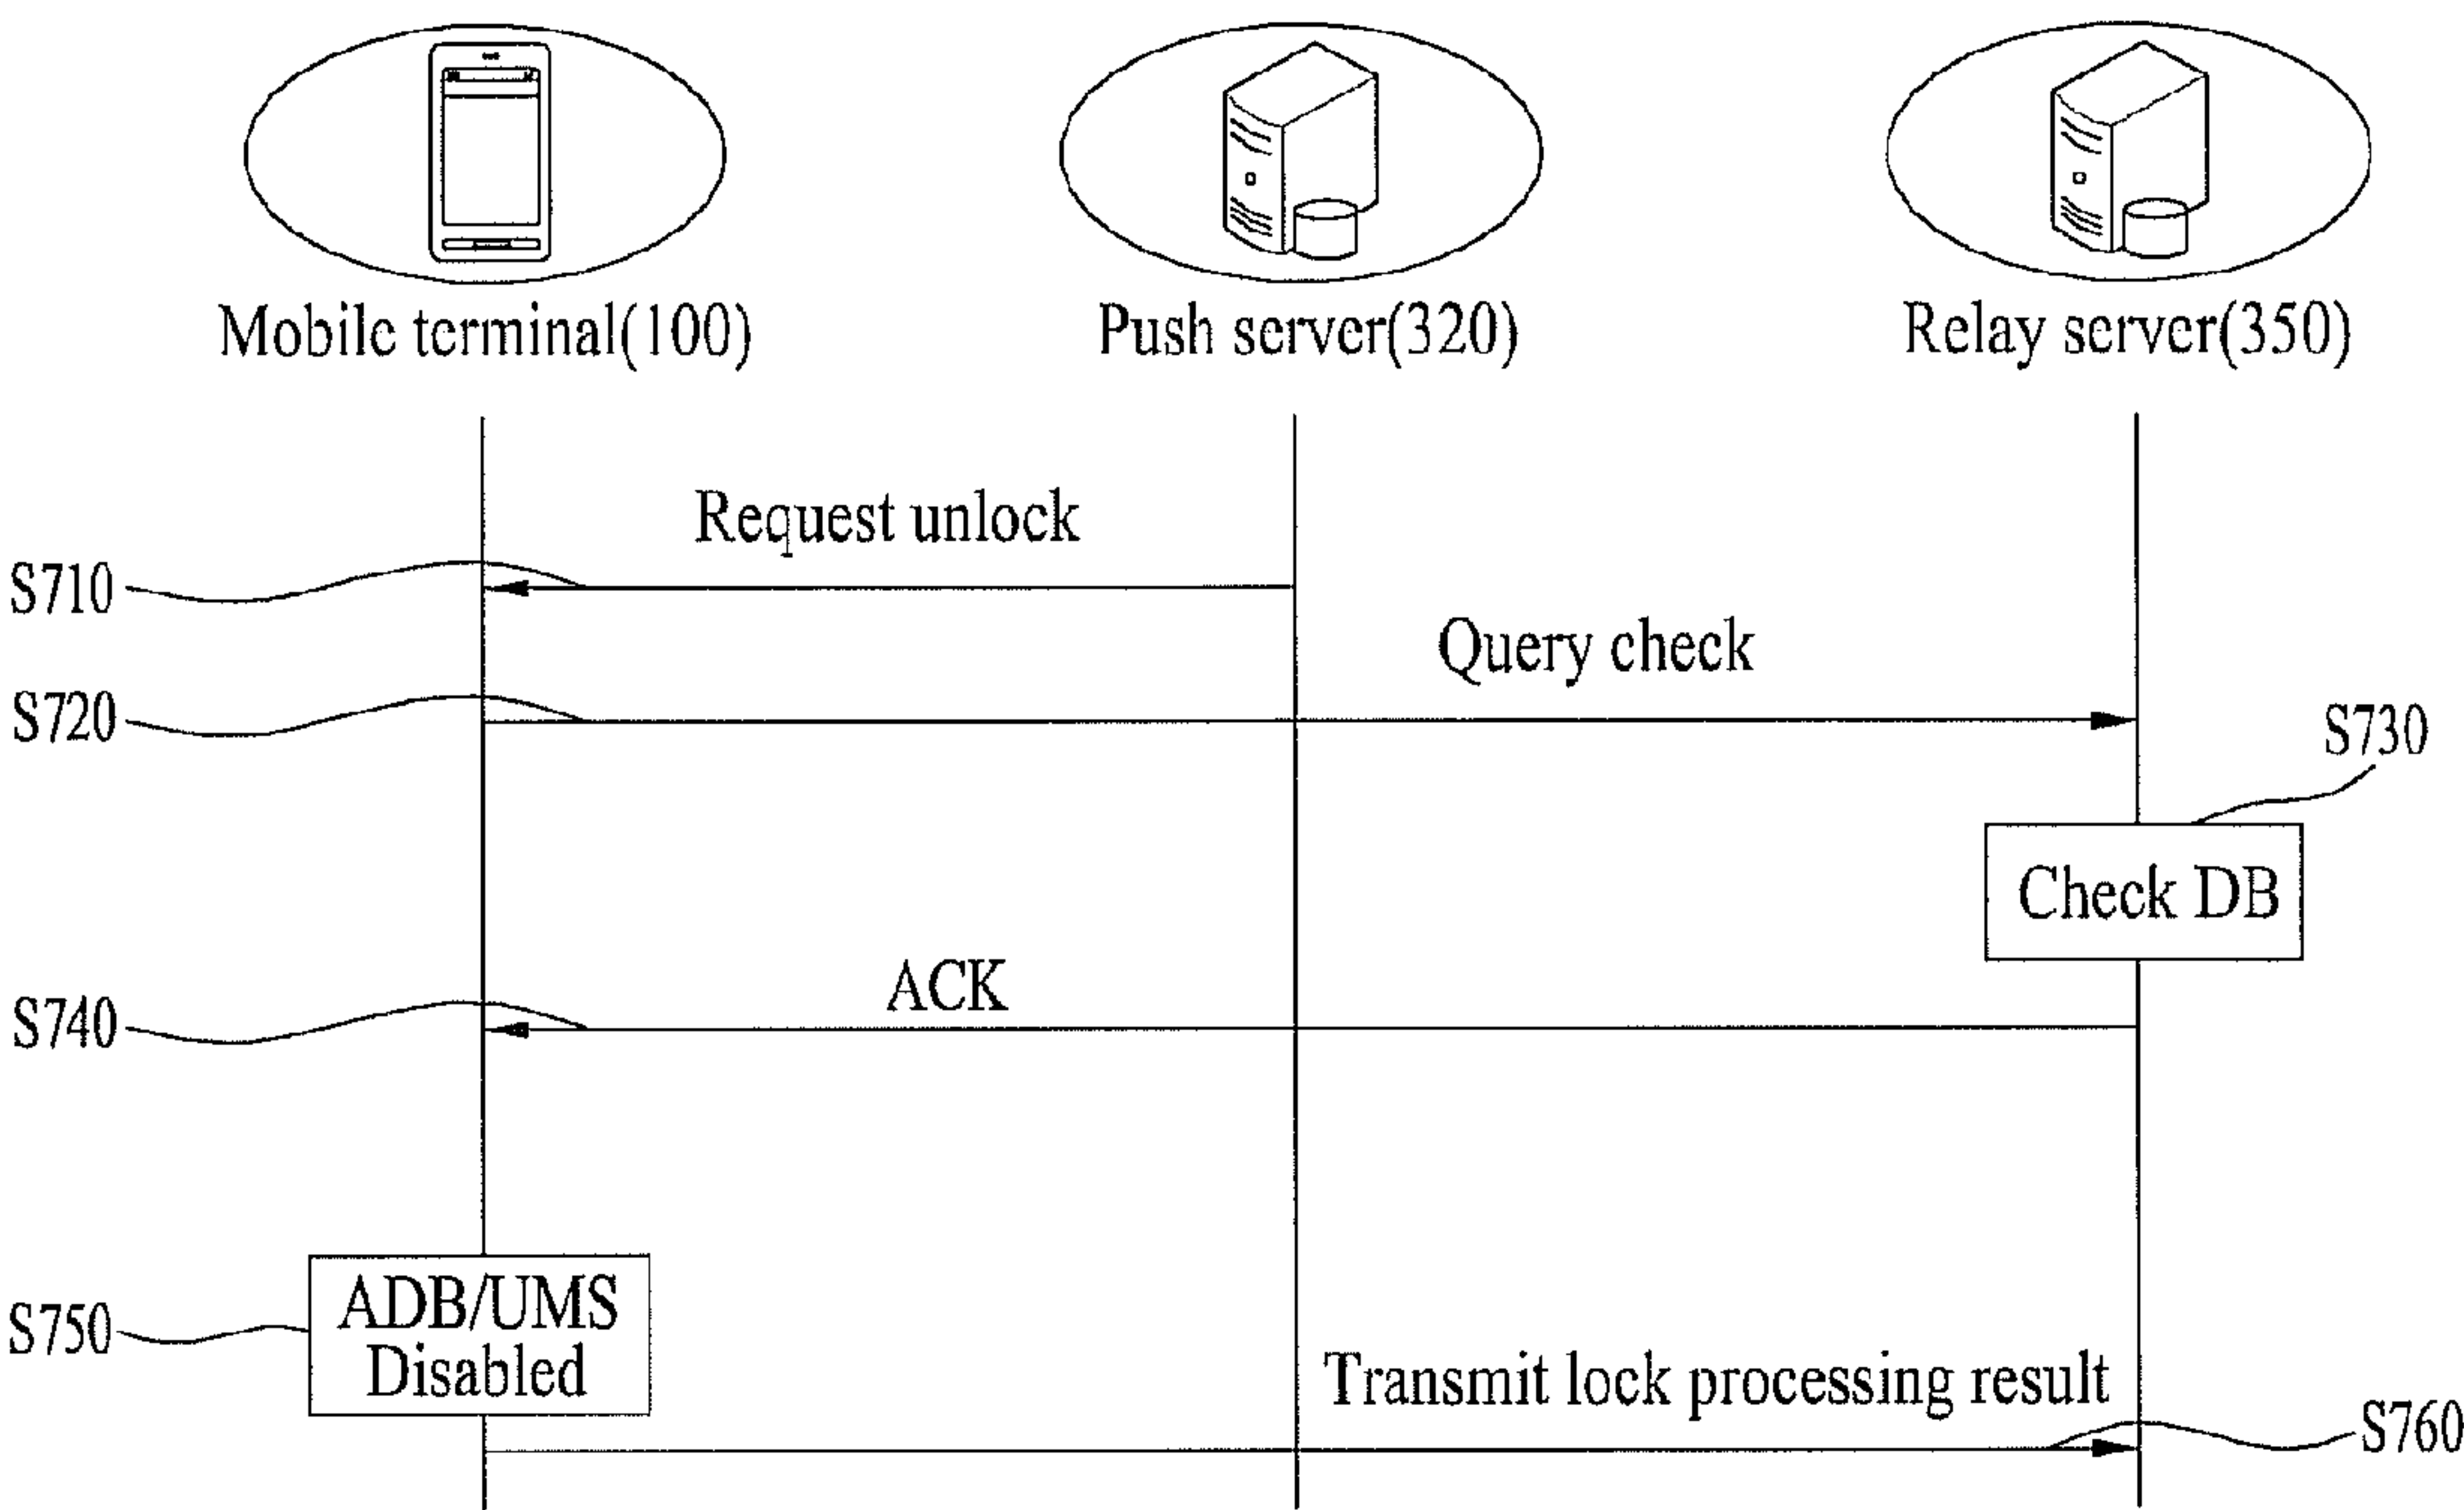 Mobile terminal(100)
Push server(320)
Relay server(350)
Request unlock
S710
Query check
S720
S730
Check DB
ACK
S740
ADB/UMS
Disabled
S750
Transmit lock processing result
S760